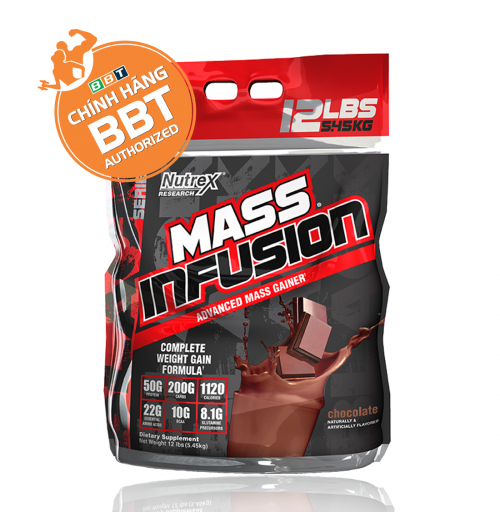 BBT
CHÍNH HÃNG
BBT
AUTHORIZED
12LBS
5.45KG
SERIES
Nutrex
RESEARCH
MASS
INFUSION
ADVANCED MASS GAINER
COMPLETE
WEIGHT GAIN
FORMULA
50G 200G 1120
PROTEIN CARBS CALORIES
22G 10G 8.1G
ESSENTIAL AMINO ACIDS BCAA GLUTAMINE PRECURSORS
Dietary Supplement
Net Weight 12 lbs (5.45kg)
chocolate
NATURALLY &
ARTIFICIALLY FLAVORED